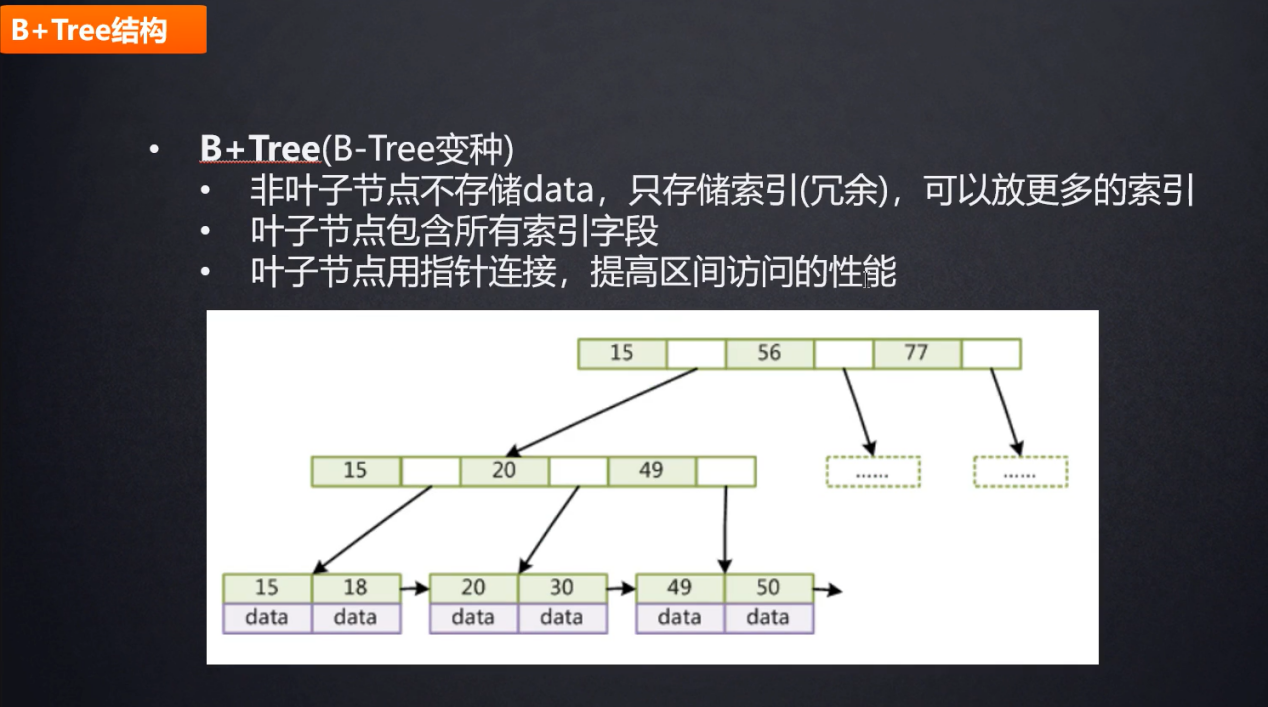 B+Tree结构
• B+Tree(B-Tree变种)
• 非叶子节点不存储data，只存储索引(冗余)，可以放更多的索引
• 叶子节点包含所有索引字段
• 叶子节点用指针连接，提高区间访问的性能
15 56 77
15 20 49 ...... ......
15 18 20 30 49 50
data data data data data data